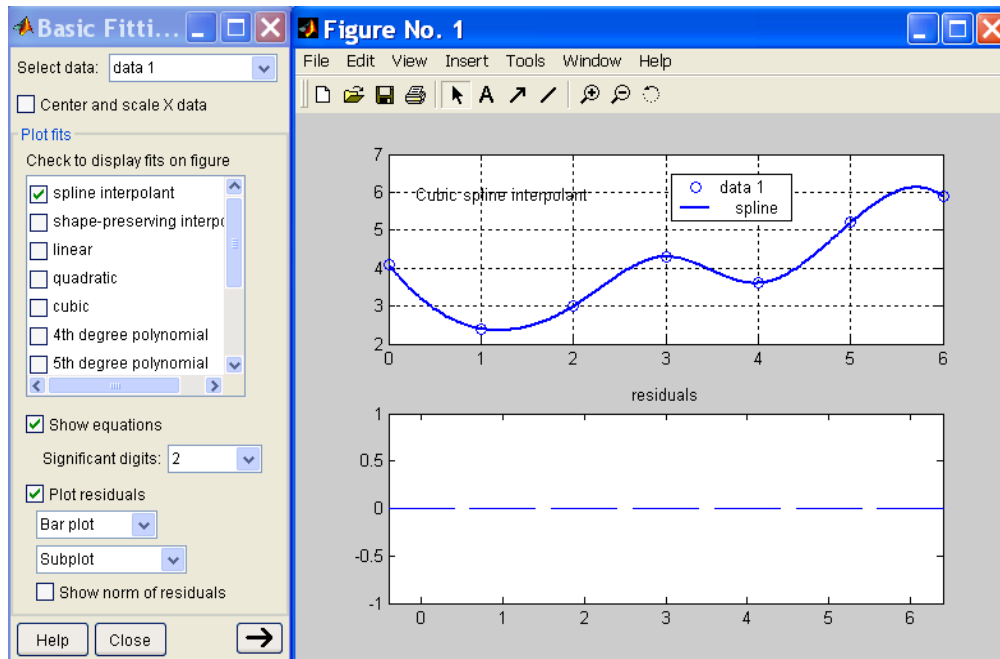 Basic Fitti...
Select data: data 1
Center and scale X data
Plot fits
Check to display fits on figure
spline interpolant
shape-preserving interpo
linear
quadratic
cubic
4th degree polynomial
5th degree polynomial
Show equations
Significant digits: 2
Plot residuals
Bar plot
Subplot
Show norm of residuals
Help Close
Figure No. 1
File Edit View Insert Tools Window Help
A
7
6
5
4
3
2
0 1 2 3 4 5 6
Cubic spline interpolant
data 1
spline
residuals
1
0.5
0
-0.5
-1
0 1 2 3 4 5 6